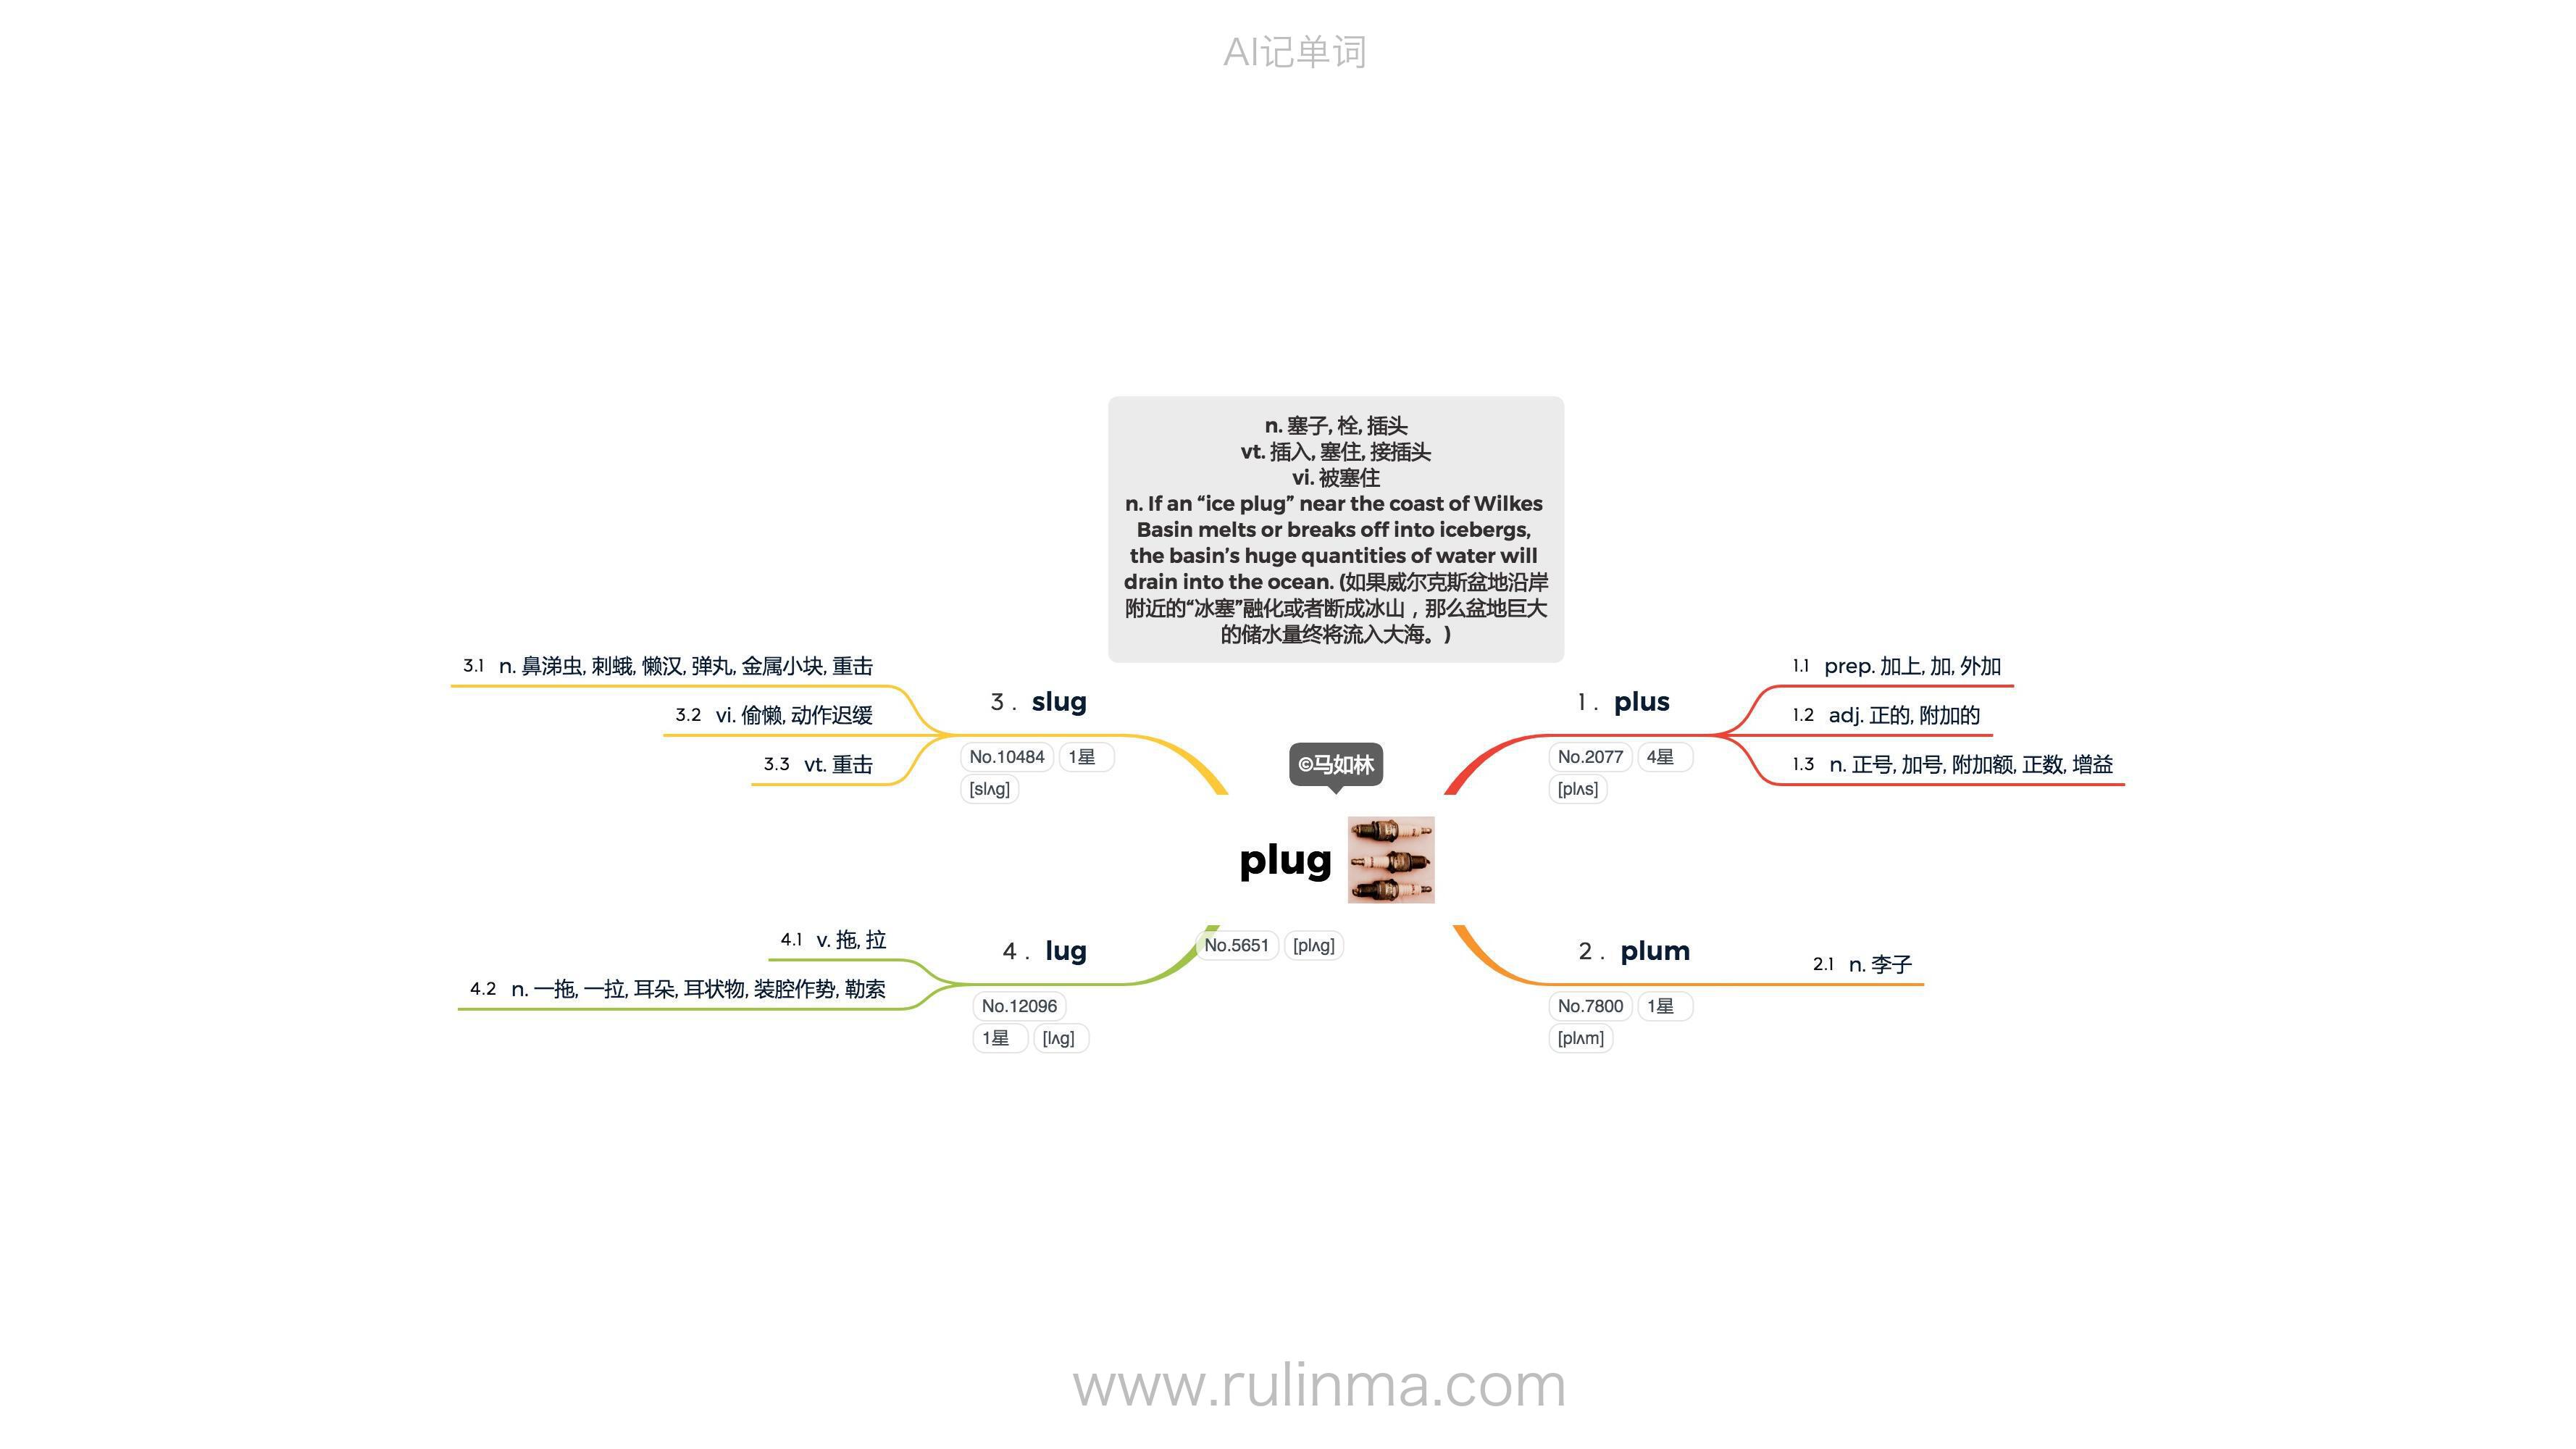 AI记单词
n. 塞子, 栓, 插头
vt. 插入, 塞住, 接插头
vi. 被塞住
n. If an “ice plug” near the coast of Wilkes
Basin melts or breaks off into icebergs,
the basin’s huge quantities of water will
drain into the ocean. (如果威尔克斯盆地沿岸
附近的“冰塞”融化或者断成冰山，那么盆地巨大
的储水量终将流入大海。)
©马如林
plug
No.5651 [plʌg]
1. plus
No.2077 4星
[plʌs]
1.1 prep. 加上, 加, 外加
1.2 adj. 正的, 附加的
1.3 n. 正号, 加号, 附加额, 正数, 增益
2. plum
No.7800 1星
[plʌm]
2.1 n. 李子
3. slug
No.10484 1星
[slʌg]
3.1 n. 鼻涕虫, 刺蛾, 懒汉, 弹丸, 金属小块, 重击
3.2 vi. 偷懒, 动作迟缓
3.3 vt. 重击
4. lug
No.12096
1星 [lʌg]
4.1 v. 拖, 拉
4.2 n. 一拖, 一拉, 耳朵, 耳状物, 装腔作势, 勒索
www.rulinma.com